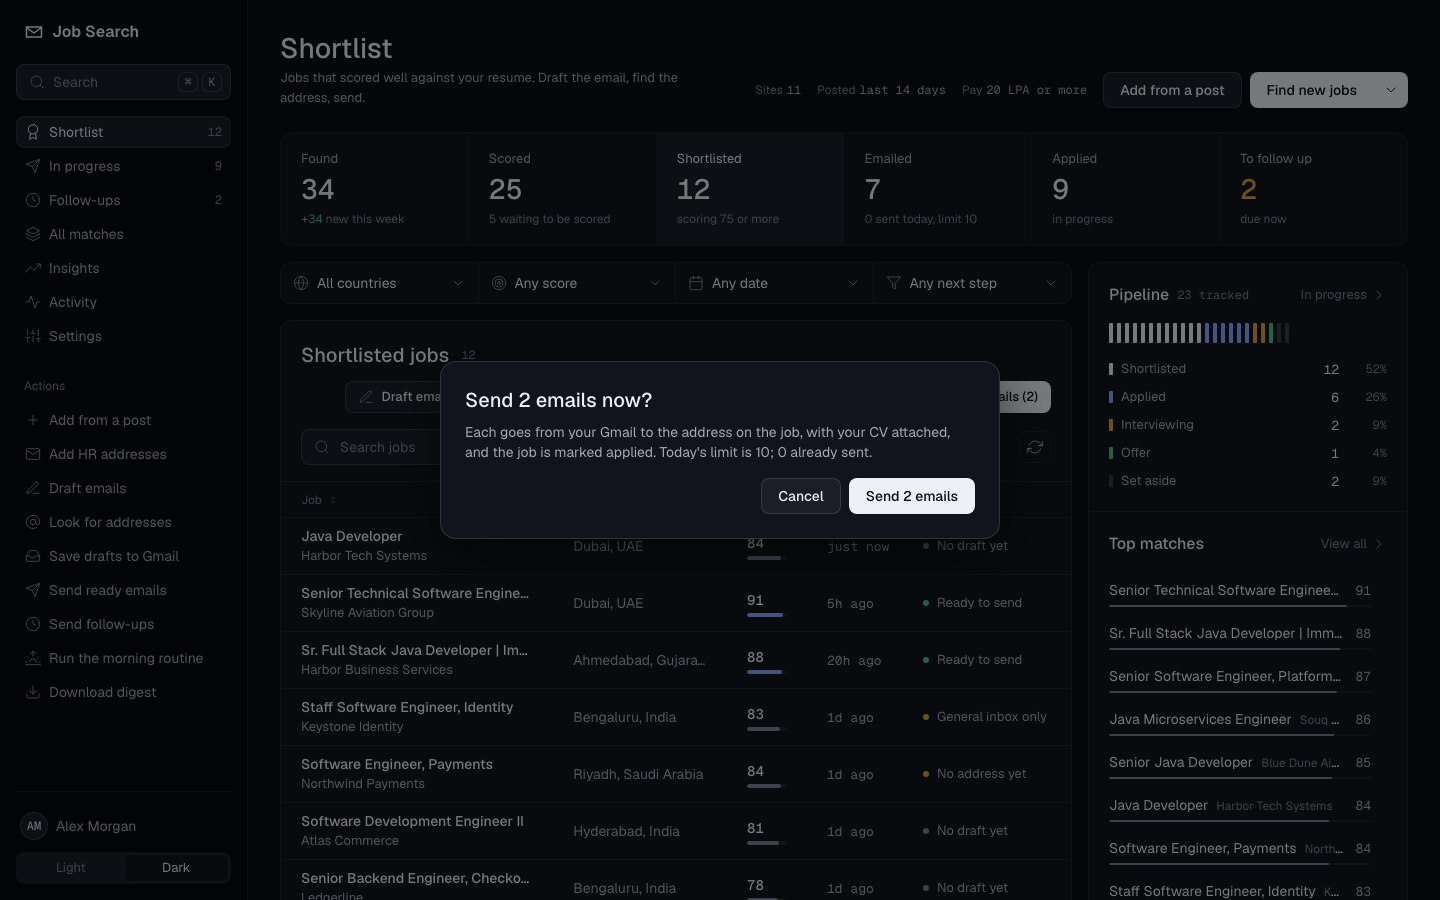 Job Search
Search
⌘ K
Shortlist 12
In progress 9
Follow-ups 2
All matches
Insights
Activity
Settings
Actions
Add from a post
Add HR addresses
Draft emails
Look for addresses
Save drafts to Gmail
Send ready emails
Send follow-ups
Run the morning routine
Download digest
AM Alex Morgan
Light Dark
Shortlist
Jobs that scored well against your resume. Draft the email, find the
address, send.
Sites 11 Posted last 14 days Pay 20 LPA or more
Add from a post
Find new jobs
Found
34
+34 new this week
Scored
25
5 waiting to be scored
Shortlisted
12
scoring 75 or more
Emailed
7
0 sent today, limit 10
Applied
9
in progress
To follow up
2
due now
All countries
Any score
Any date
Any next step
Shortlisted jobs 12
Draft ema
ails (2)
Search jobs
Job
Send 2 emails now?
Each goes from your Gmail to the address on the job, with your CV attached,
and the job is marked applied. Today's limit is 10; 0 already sent.
Cancel
Send 2 emails
Java Developer
Harbor Tech Systems
Dubai, UAE
84
just now
No draft yet
Senior Technical Software Engine...
Skyline Aviation Group
Dubai, UAE
91
5h ago
Ready to send
Sr. Full Stack Java Developer | Im...
Harbor Business Services
Ahmedabad, Gujara...
88
20h ago
Ready to send
Staff Software Engineer, Identity
Keystone Identity
Bengaluru, India
83
1d ago
General inbox only
Software Engineer, Payments
Northwind Payments
Riyadh, Saudi Arabia
84
1d ago
No address yet
Software Development Engineer II
Atlas Commerce
Hyderabad, India
81
1d ago
No draft yet
Senior Backend Engineer, Checko...
Ledgerline
Bengaluru, India
78
1d ago
No draft yet
Pipeline 23 tracked
In progress
Shortlisted 12 52%
Applied 6 26%
Interviewing 2 9%
Offer 1 4%
Set aside 2 9%
Top matches
View all
Senior Technical Software Enginee... 91
Sr. Full Stack Java Developer | Imm... 88
Senior Software Engineer, Platform... 87
Java Microservices Engineer Souq ... 86
Senior Java Developer Blue Dune Ai... 85
Java Developer Harbor Tech Systems 84
Software Engineer, Payments North... 84
Staff Software Engineer, Identity K... 83